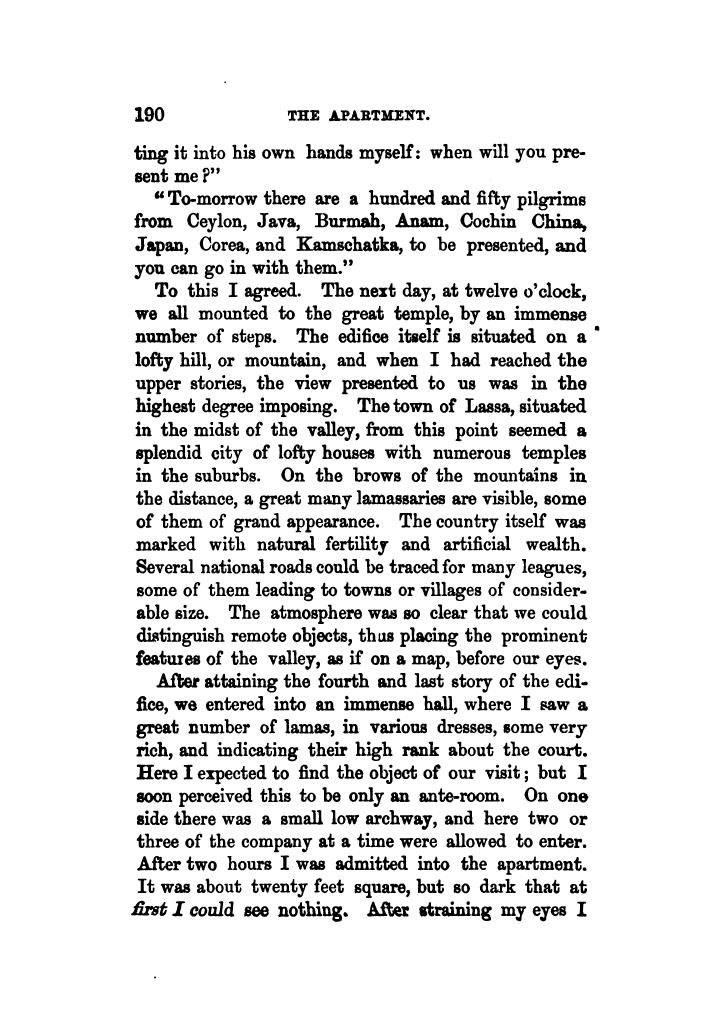 190 THE APARTMENT.
ting it into his own hands myself: when will you pre-
sent me?"
"To-morrow there are a hundred and fifty pilgrims
from Ceylon, Java, Burmah, Anam, Cochin China,
Japan, Corea, and Kamschatka, to be presented, and
you can go in with them."
To this I agreed. The next day, at twelve o'clock,
we all mounted to the great temple, by an immense
number of steps. The edifice itself is situated on a
lofty hill, or mountain, and when I had reached the
upper stories, the view presented to us was in the
highest degree imposing. The town of Lassa, situated
in the midst of the valley, from this point seemed a
splendid city of lofty houses with numerous temples
in the suburbs. On the brows of the mountains in
the distance, a great many lamassaries are visible, some
of them of grand appearance. The country itself was
marked with natural fertility and artificial wealth.
Several national roads could be traced for many leagues,
some of them leading to towns or villages of consider-
able size. The atmosphere was so clear that we could
distinguish remote objects, thus placing the prominent
features of the valley, as if on a map, before our eyes.
After attaining the fourth and last story of the edi-
fice, we entered into an immense hall, where I saw a
great number of lamas, in various dresses, some very
rich, and indicating their high rank about the court.
Here I expected to find the object of our visit; but I
soon perceived this to be only an ante-room. On one
side there was a small low archway, and here two or
three of the company at a time were allowed to enter.
After two hours I was admitted into the apartment.
It was about twenty feet square, but so dark that at
first I could see nothing. After straining my eyes I